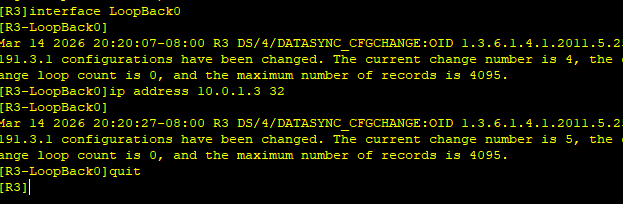 [R3]interface LoopBack0
[R3-LoopBack0]
Mar 14 2026 20:20:07-08:00 R3 DS/4/DATASYNC_CFGCHANGE:OID 1.3.6.1.4.1.2011.5.2
191.3.1 configurations have been changed. The current change number is 4, the c
ange loop count is 0, and the maximum number of records is 4095.
[R3-LoopBack0]ip address 10.0.1.3 32
[R3-LoopBack0]
Mar 14 2026 20:20:27-08:00 R3 DS/4/DATASYNC_CFGCHANGE:OID 1.3.6.1.4.1.2011.5.2
191.3.1 configurations have been changed. The current change number is 5, the c
ange loop count is 0, and the maximum number of records is 4095.
[R3-LoopBack0]quit
[R3]